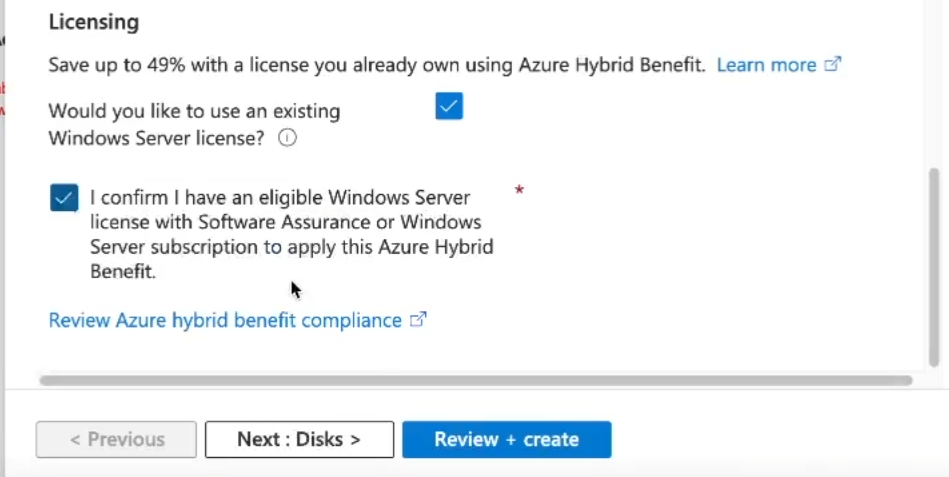 Licensing
Save up to 49% with a license you already own using Azure Hybrid Benefit. Learn more
Would you like to use an existing
Windows Server license?
I confirm I have an eligible Windows Server *
license with Software Assurance or Windows
Server subscription to apply this Azure Hybrid
Benefit.
Review Azure hybrid benefit compliance
< Previous
Next : Disks >
Review + create